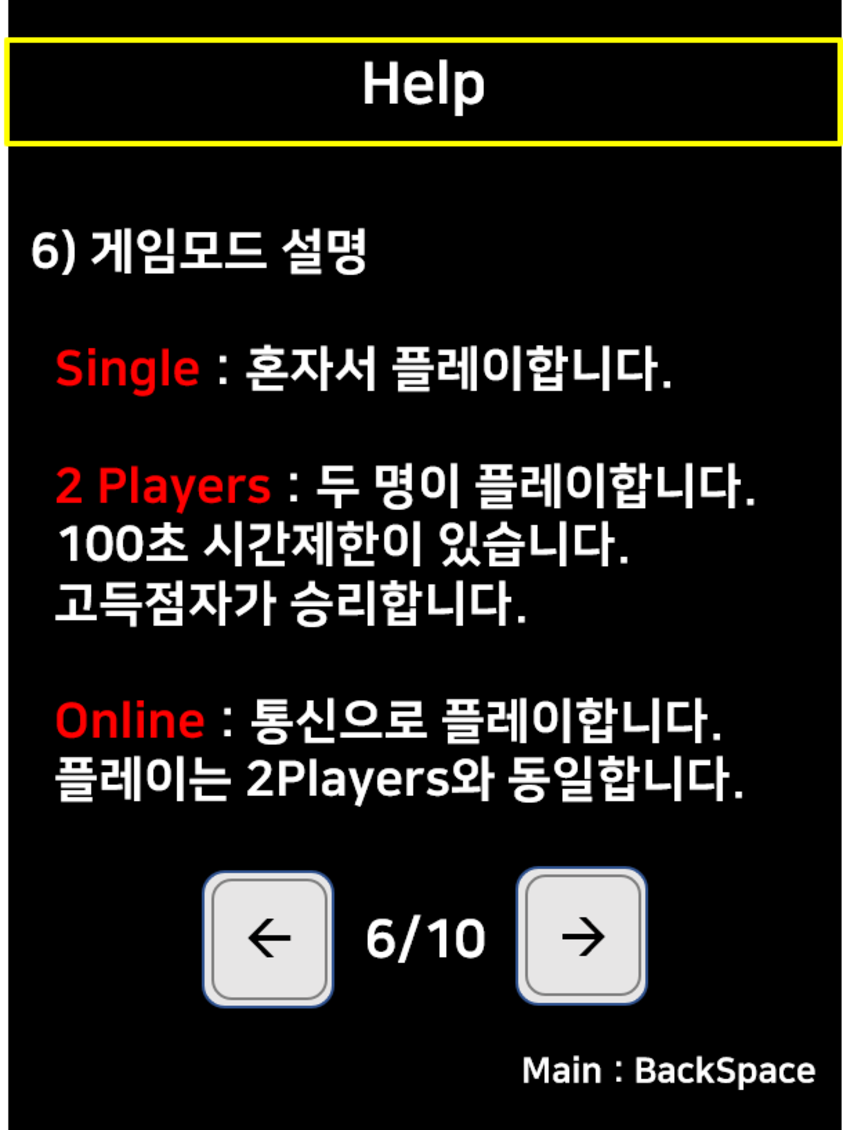 Help
6) 게임모드 설명
Single : 혼자서 플레이합니다.
2 Players : 두 명이 플레이합니다.
100초 시간제한이 있습니다.
고득점자가 승리합니다.
Online : 통신으로 플레이합니다.
플레이는 2Players와 동일합니다.
← 6/10 →
Main : BackSpace